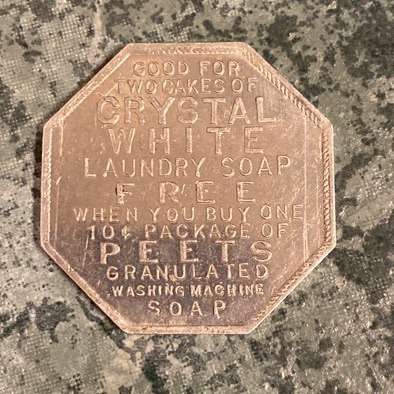 GOOD FOR
TWO CAKES OF
CRYSTAL
WHITE
LAUNDRY SOAP
FREE
WHEN YOU BUY ONE
10¢ PACKAGE OF
PEETS
GRANULATED
WASHING MACHINE
SOAP